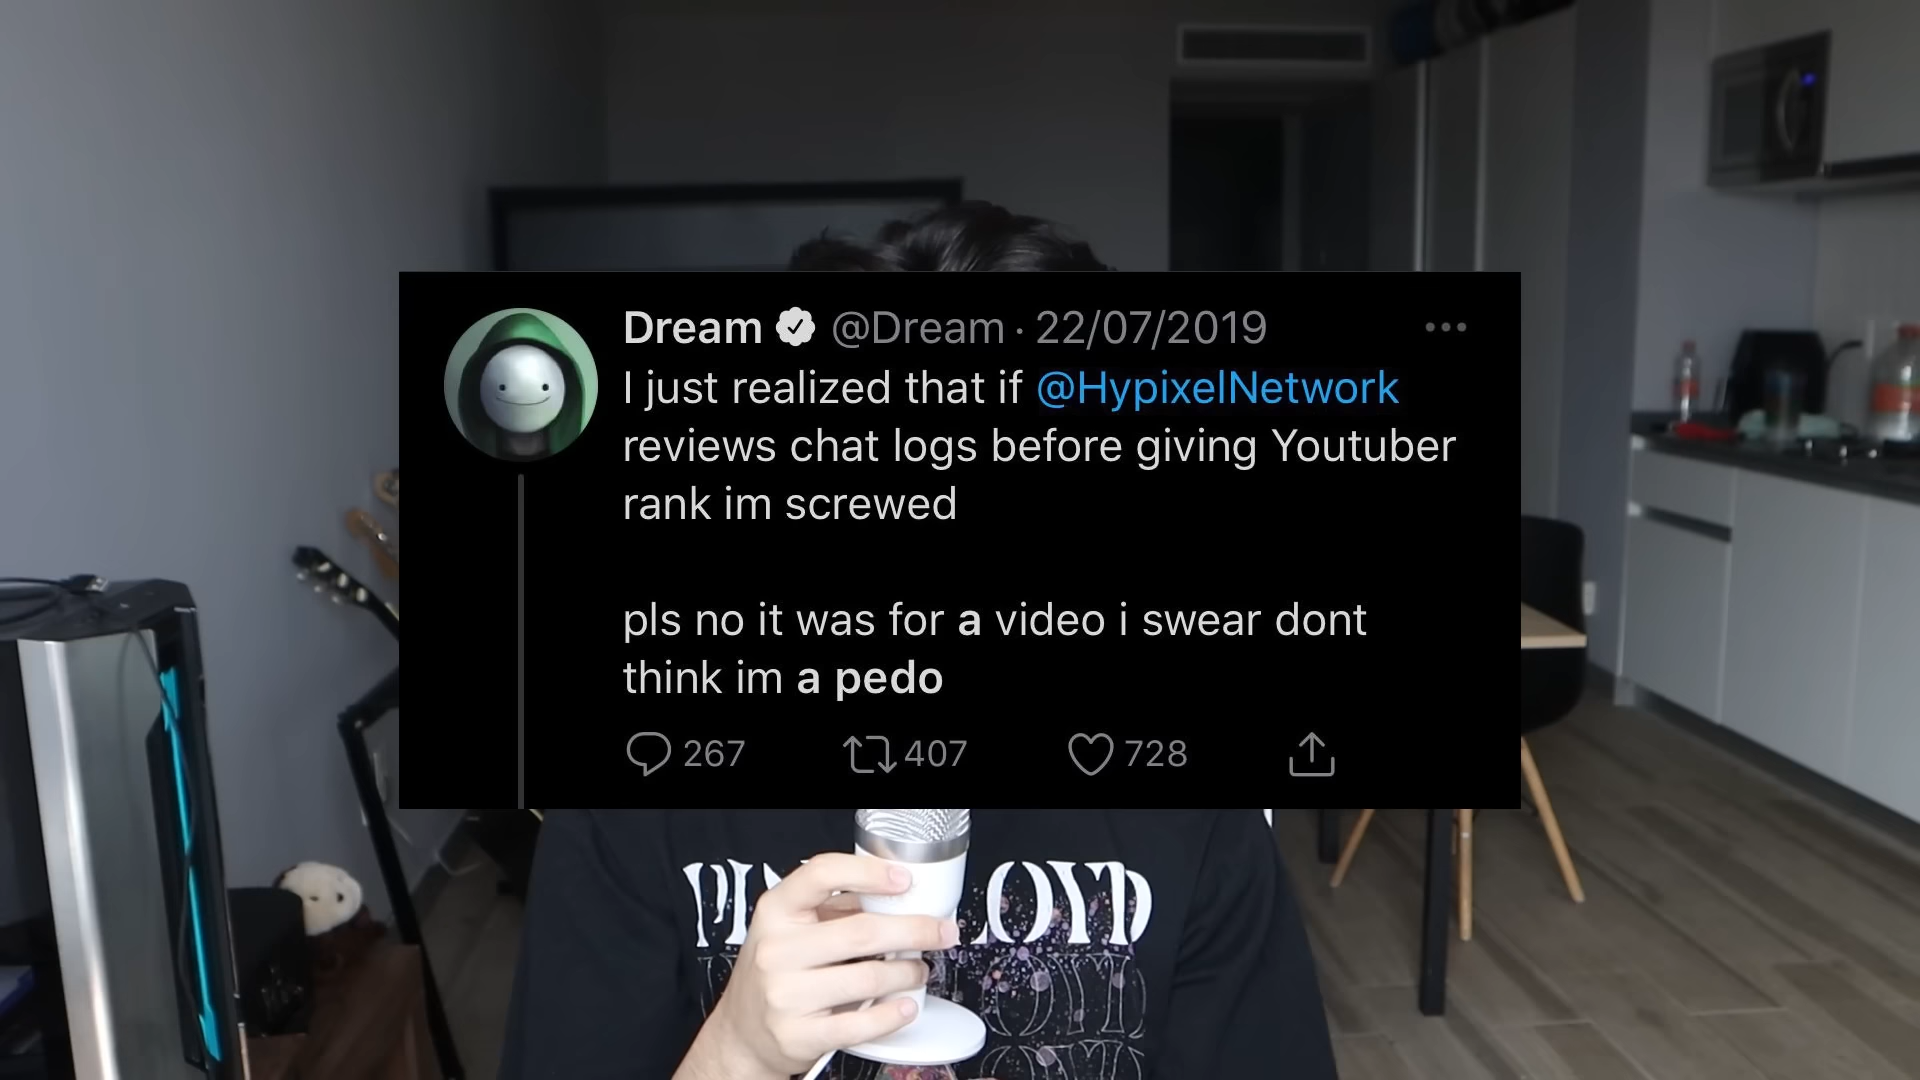 Dream @Dream · 22/07/2019
I just realized that if @HypixelNetwork
reviews chat logs before giving Youtuber
rank im screwed
pls no it was for a video i swear dont
think im a pedo
267 407 728